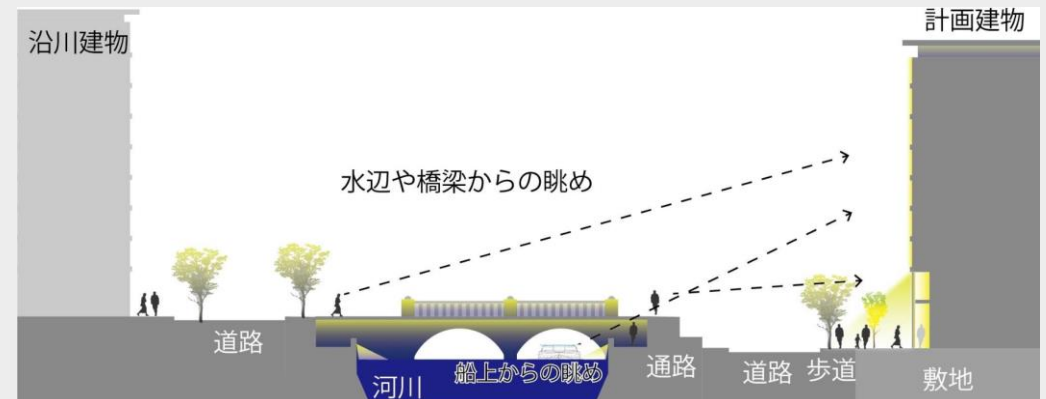 計画建物
沿川建物
水辺や橋梁からの眺め
道路
河川
船上からの眺め
通路
道路
歩道
敷地